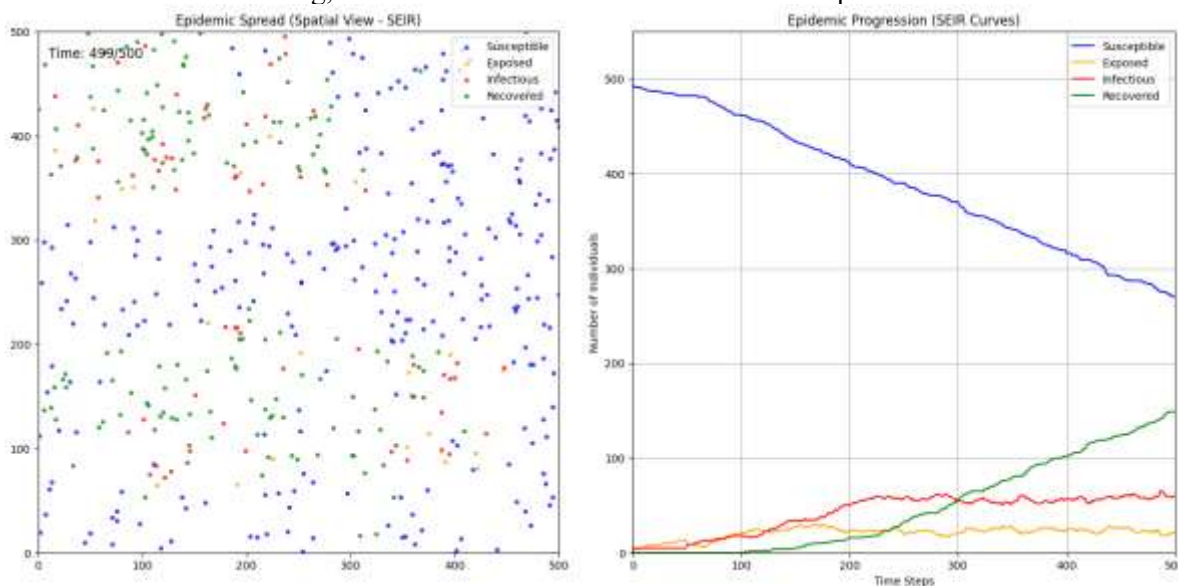 Epidemic Spread (Spatial View - SEIR)
Time: 499/500
Susceptible
Exposed
Infectious
Recovered
500
400
300
200
100
0
0
100
200
300
400
500
Epidemic Progression (SEIR Curves)
Susceptible
Exposed
Infectious
Recovered
Number of Individuals
500
400
300
200
100
0
0
100
200
300
400
Time Steps